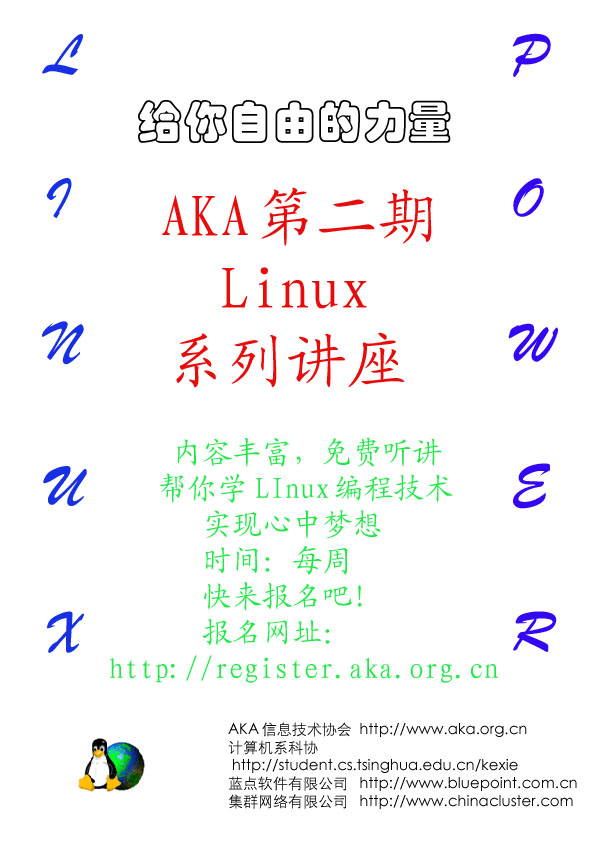 L
I
N
U
X
P
O
W
E
R
给你自由的力量
AKA第二期
Linux
系列讲座
内容丰富，免费听讲
帮你学LInux编程技术
实现心中梦想
时间：每周
快来报名吧！
报名网址：
http://register.aka.org.cn
AKA信息技术协会 http://www.aka.org.cn
计算机系科协
http://student.cs.tsinghua.edu.cn/kexie
蓝点软件有限公司 http://www.bluepoint.com.cn
集群网络有限公司 http://www.chinacluster.com